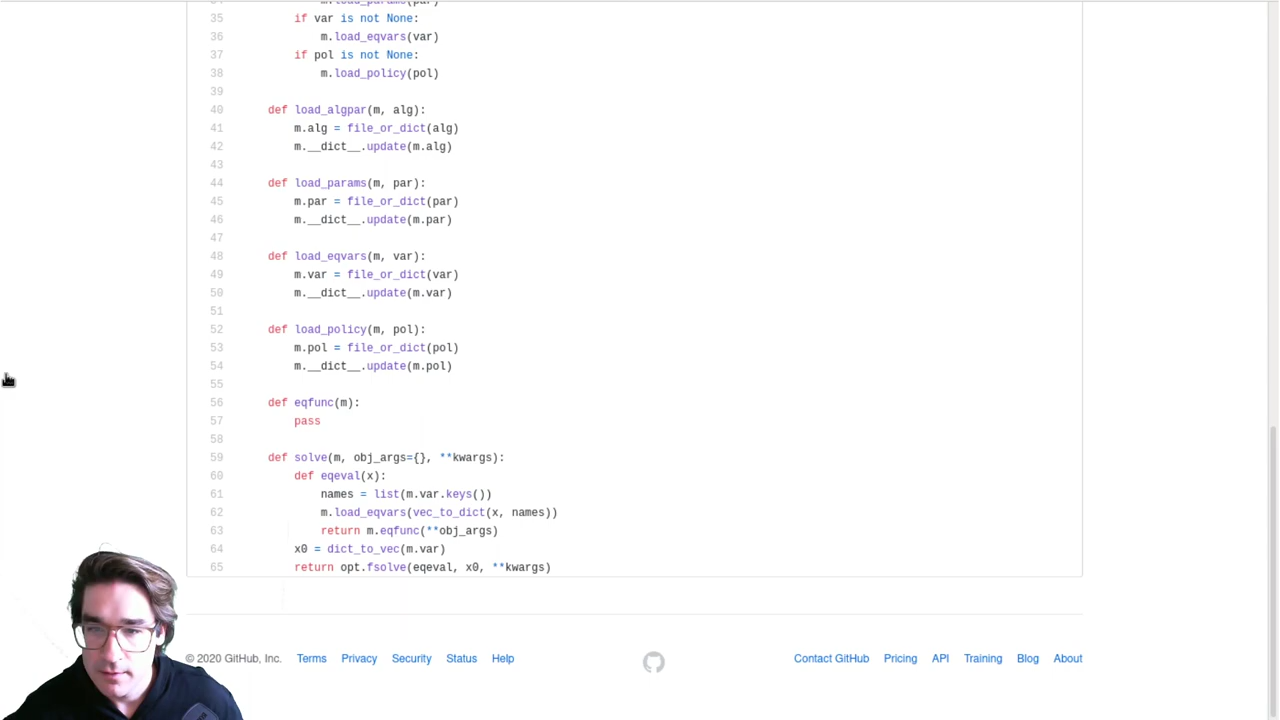 m.load_params(par)
35 if var is not None:
36 m.load_eqvars(var)
37 if pol is not None:
38 m.load_policy(pol)
39
40 def load_algpar(m, alg):
41 m.alg = file_or_dict(alg)
42 m.__dict__.update(m.alg)
43
44 def load_params(m, par):
45 m.par = file_or_dict(par)
46 m.__dict__.update(m.par)
47
48 def load_eqvars(m, var):
49 m.var = file_or_dict(var)
50 m.__dict__.update(m.var)
51
52 def load_policy(m, pol):
53 m.pol = file_or_dict(pol)
54 m.__dict__.update(m.pol)
55
56 def eqfunc(m):
57 pass
58
59 def solve(m, obj_args={}, **kwargs):
60 def eqeval(x):
61 names = list(m.var.keys())
62 m.load_eqvars(vec_to_dict(x, names))
63 return m.eqfunc(**obj_args)
64 x0 = dict_to_vec(m.var)
65 return opt.fsolve(eqeval, x0, **kwargs)
© 2020 GitHub, Inc. Terms Privacy Security Status Help Contact GitHub Pricing API Training Blog About